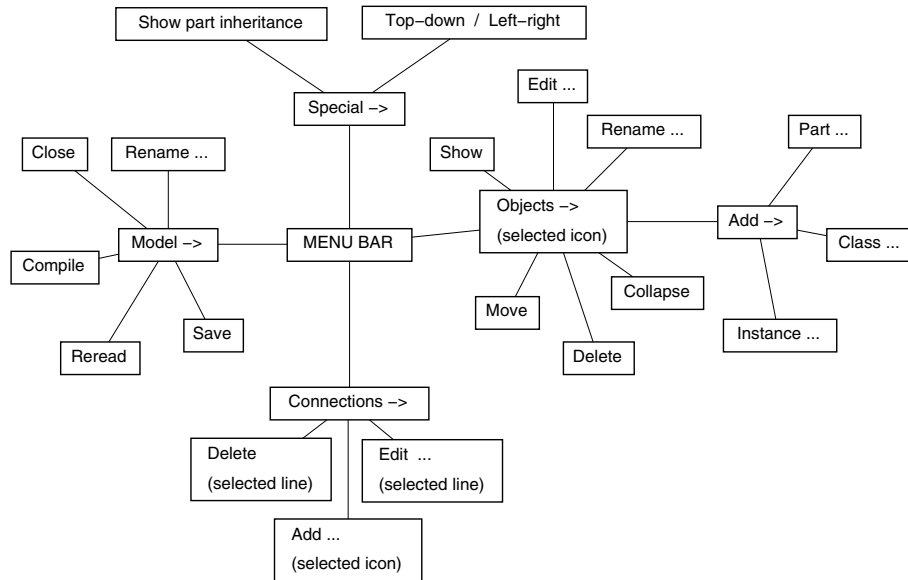 Show part inheritance
Top−down / Left−right
Special −>
Edit ...
Close
Rename ...
Show
Rename ...
Part ...
Objects −>
(selected icon)
Model −>
MENU BAR
Add −>
Compile
Class ...
Move
Collapse
Reread
Save
Delete
Instance ...
Connections −>
Delete
(selected line)
Edit ...
(selected line)
Add ...
(selected icon)